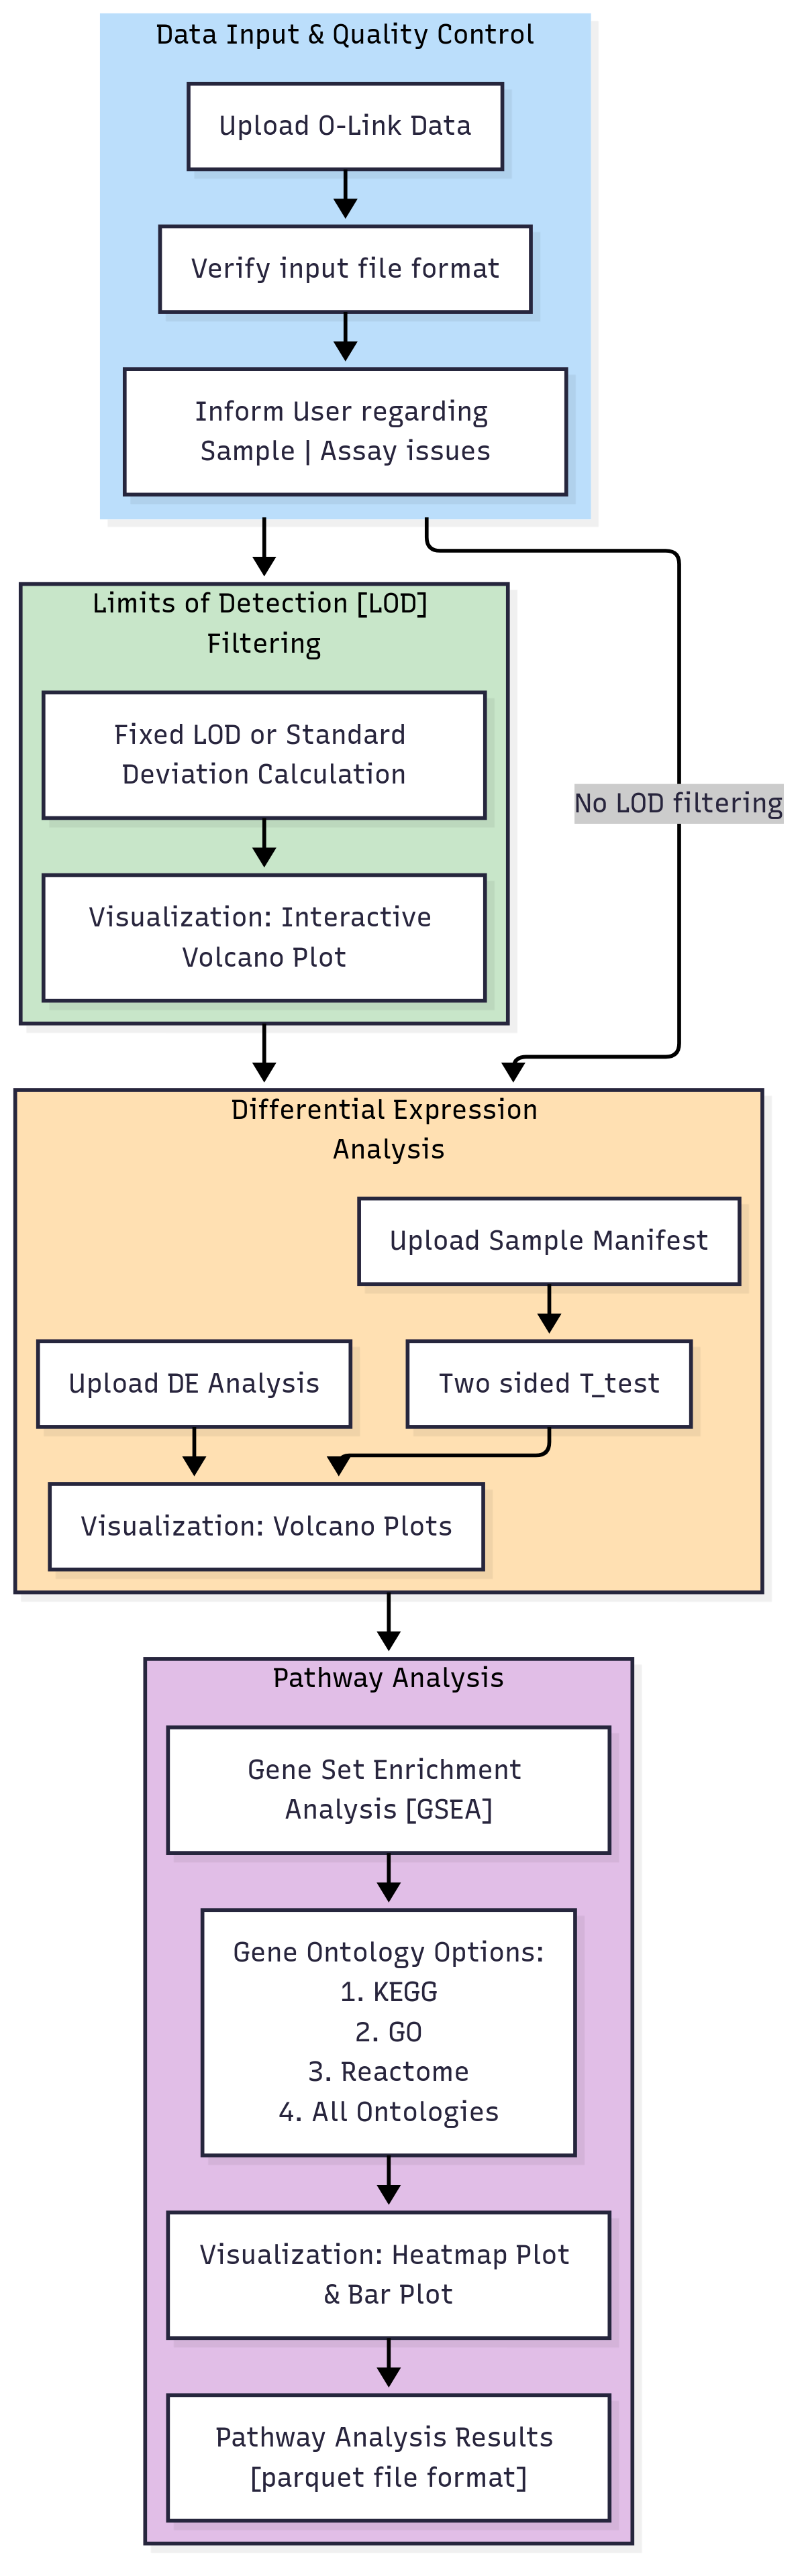 Data Input & Quality Control
Upload O-Link Data
Verify input file format
Inform User regarding
Sample | Assay issues
Limits of Detection [LOD]
Filtering
Fixed LOD or Standard
Deviation Calculation
No LOD filtering
Visualization: Interactive
Volcano Plot
Differential Expression
Analysis
Upload Sample Manifest
Upload DE Analysis
Two sided T_test
Visualization: Volcano Plots
Pathway Analysis
Gene Set Enrichment
Analysis [GSEA]
Gene Ontology Options:
1. KEGG
2. GO
3. Reactome
4. All Ontologies
Visualization: Heatmap Plot
& Bar Plot
Pathway Analysis Results
[parquet file format]